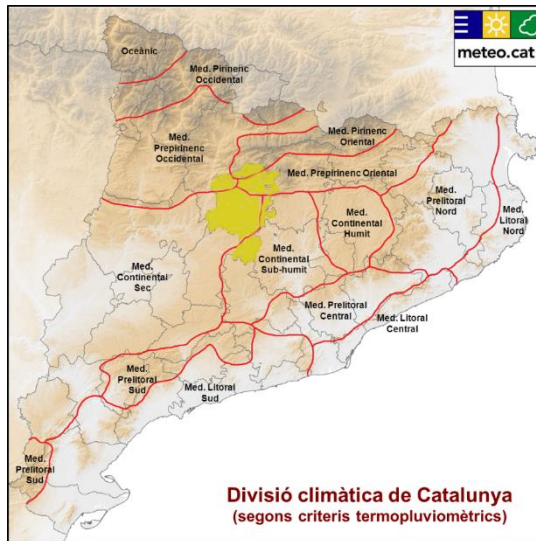 meteo.cat
Oceànic
Med. Pirinenc
Occidental
Med. Pirinenc
Oriental
Med.
Prepirinenc
Occidental
Med. Prepirinenc Oriental
Med.
Prelitoral
Nord
Med.
Litoral
Nord
Med.
Continental
Humit
Med.
Continental
Sub-humit
Med.
Continental
Sec
Med. Prelitoral
Central
Med. Litoral
Central
Med.
Prelitoral
Sud
Med. Litoral
Sud
Med.
Prelitoral
Sud
Divisió climàtica de Catalunya
(segons criteris termopluviomètrics)